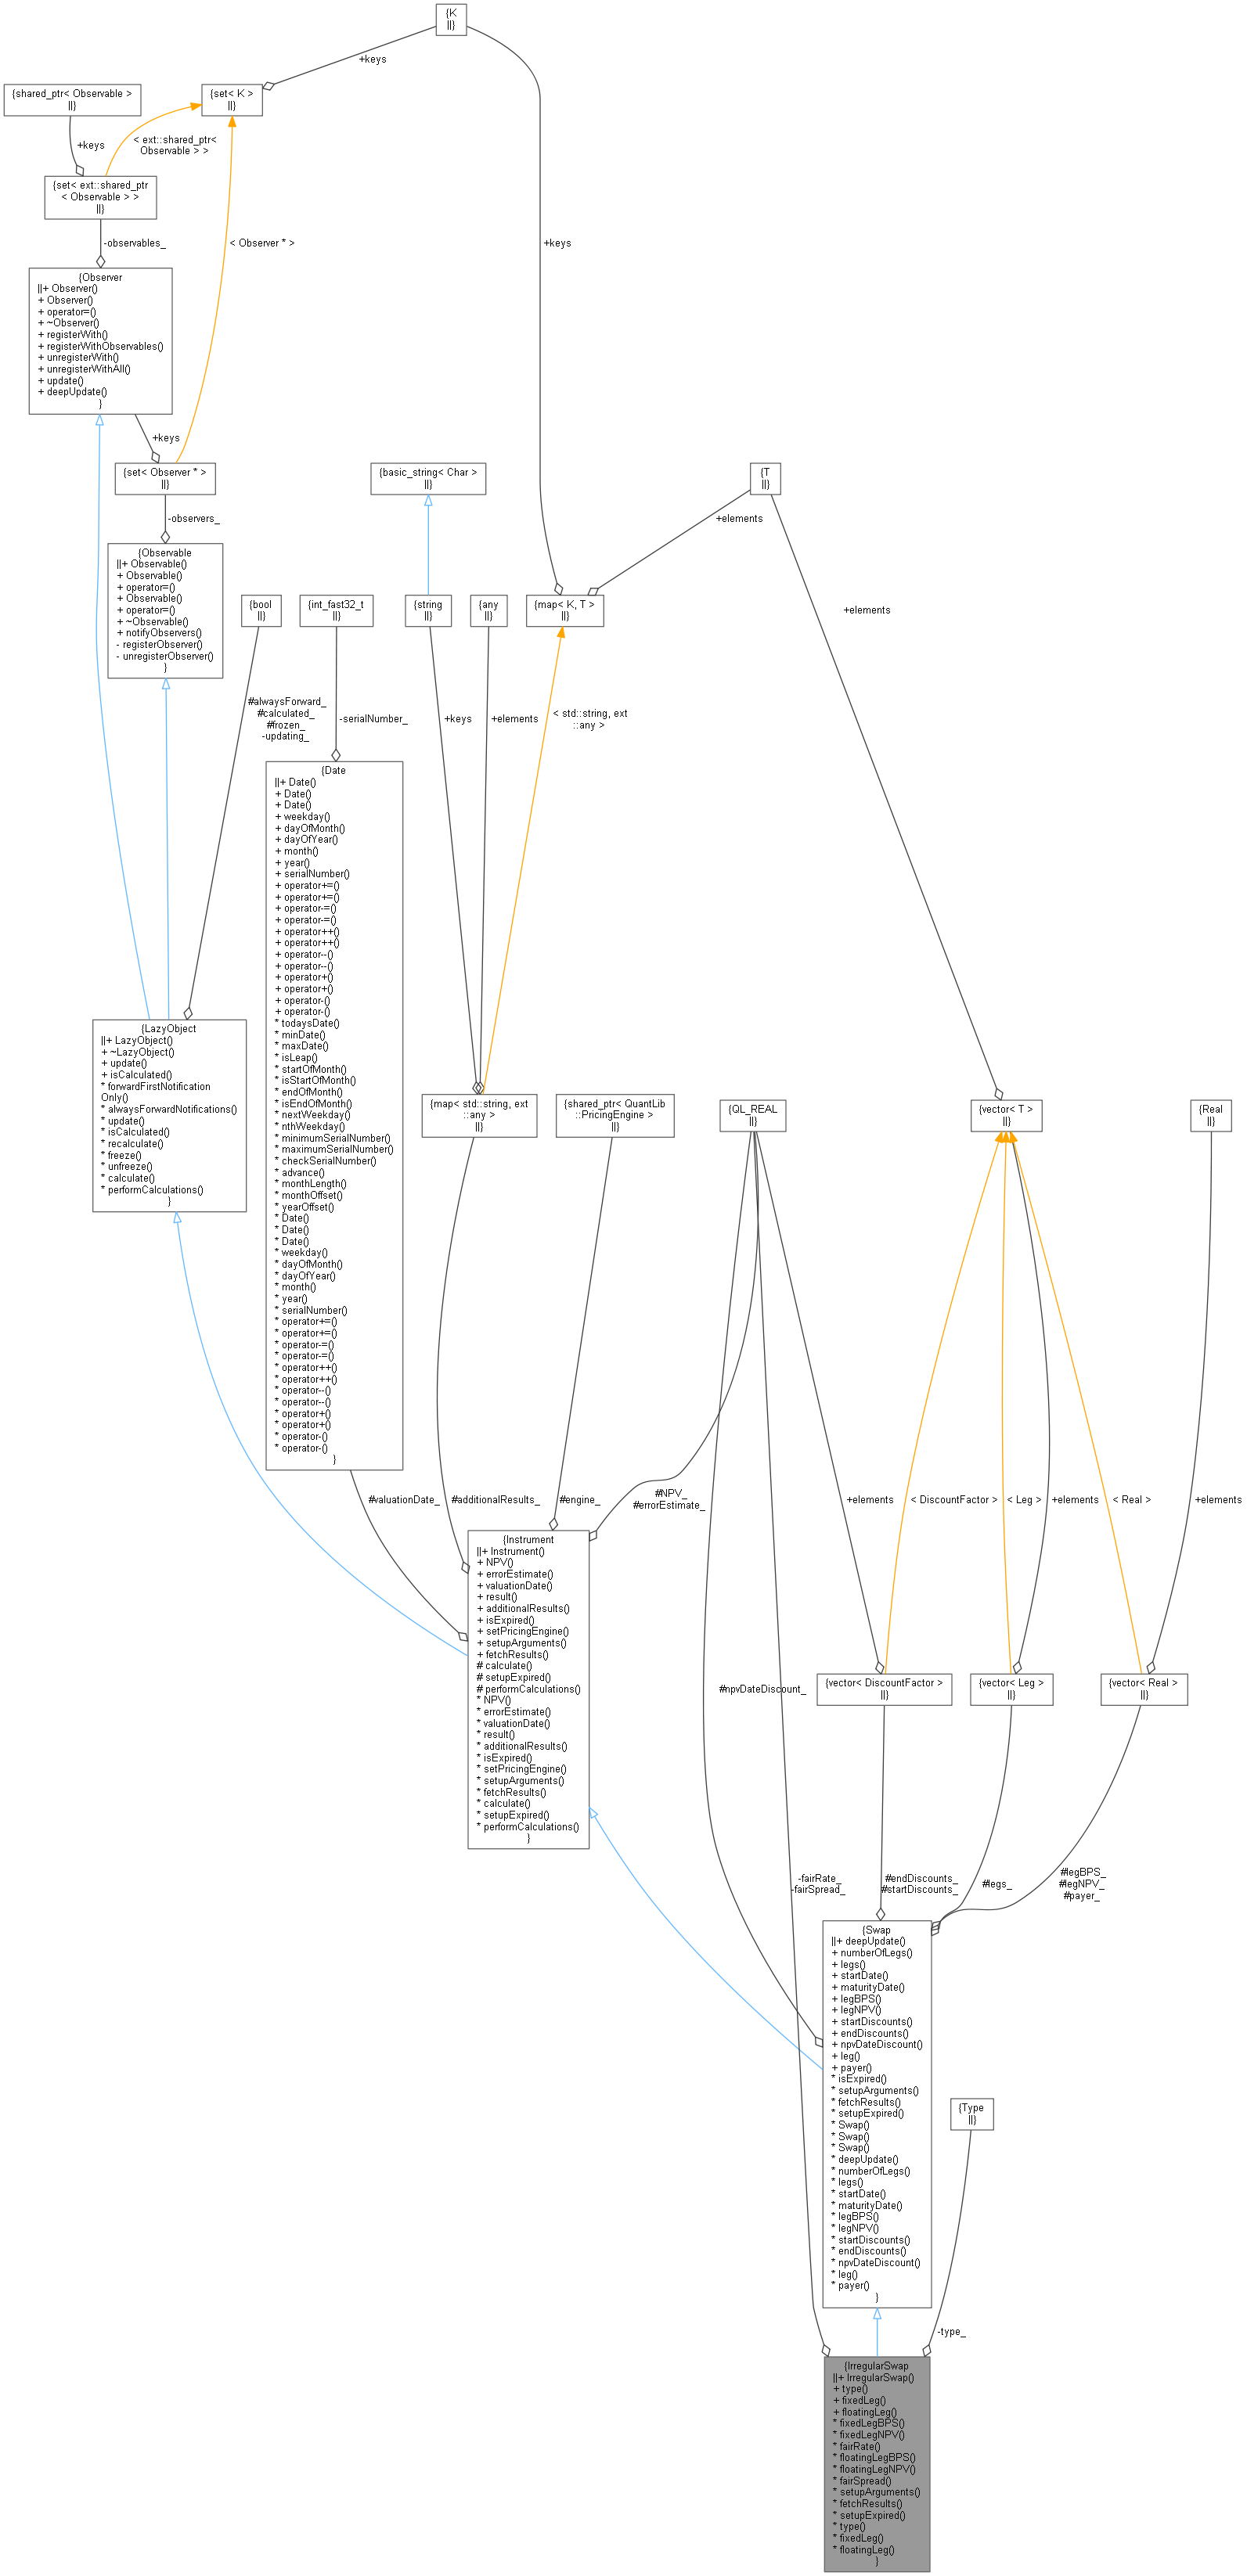 {K
||}
+keys
{shared_ptr< Observable >
||}
{set< K >
||}
+keys
< ext::shared_ptr<
Observable > >
{set< ext::shared_ptr
< Observable > >
||}
-observables_
< Observer * >
+keys
{Observer
||+ Observer()
+ Observer()
+ operator=()
+ ~Observer()
+ registerWith()
+ registerWithObservables()
+ unregisterWith()
+ unregisterWithAll()
+ update()
+ deepUpdate()
}
+keys
{set< Observer * >
||}
{basic_string< Char >
||}
{T
||}
-observers_
+elements
{Observable
||+ Observable()
+ Observable()
+ operator=()
+ Observable()
+ operator=()
+ ~Observable()
+ notifyObservers()
- registerObserver()
- unregisterObserver()
}
{bool
||}
{int_fast32_t
||}
{string
||}
{any
||}
{map< K, T >
||}
+elements
#alwaysForward_
#calculated_
#frozen_
-updating_
-serialNumber_
+keys
+elements
< std::string, ext
::any >
{Date
||+ Date()
+ Date()
+ Date()
+ weekday()
+ dayOfMonth()
+ dayOfYear()
+ month()
+ year()
+ serialNumber()
+ operator+=()
+ operator+=()
+ operator-=()
+ operator-=()
+ operator++()
+ operator++()
+ operator--()
+ operator--()
+ operator+()
+ operator+()
+ operator-()
+ operator-()
* todaysDate()
* minDate()
* maxDate()
* isLeap()
* startOfMonth()
* isStartOfMonth()
* endOfMonth()
* isEndOfMonth()
* nextWeekday()
* nthWeekday()
* minimumSerialNumber()
* maximumSerialNumber()
* checkSerialNumber()
* advance()
* monthLength()
* monthOffset()
* yearOffset()
* Date()
* Date()
* Date()
* weekday()
* dayOfMonth()
* dayOfYear()
* month()
* year()
* serialNumber()
* operator+=()
* operator+=()
* operator-=()
* operator-=()
* operator++()
* operator++()
* operator--()
* operator--()
* operator+()
* operator+()
* operator-()
* operator-()
}
{LazyObject
||+ LazyObject()
+ ~LazyObject()
+ update()
+ isCalculated()
* forwardFirstNotification
Only()
* alwaysForwardNotifications()
* update()
* isCalculated()
* recalculate()
* freeze()
* unfreeze()
* calculate()
* performCalculations()
}
{map< std::string, ext
::any >
||}
{shared_ptr< QuantLib
::PricingEngine >
||}
{QL_REAL
||}
{vector< T >
||}
{Real
||}
#valuationDate_
#additionalResults_
#engine_
#NPV_
#errorEstimate_
+elements
< DiscountFactor >
< Leg >
+elements
< Real >
+elements
{Instrument
||+ Instrument()
+ NPV()
+ errorEstimate()
+ valuationDate()
+ result()
+ additionalResults()
+ isExpired()
+ setPricingEngine()
+ setupArguments()
+ fetchResults()
# calculate()
# setupExpired()
# performCalculations()
* NPV()
* errorEstimate()
* valuationDate()
* result()
* additionalResults()
* isExpired()
* setPricingEngine()
* setupArguments()
* fetchResults()
* calculate()
* setupExpired()
* performCalculations()
}
#npvDateDiscount_
{vector< DiscountFactor >
||}
{vector< Leg >
||}
{vector< Real >
||}
-fairRate_
-fairSpread_
#endDiscounts_
#startDiscounts_
#legs_
#legBPS_
#legNPV_
#payer_
{Swap
||+ deepUpdate()
+ numberOfLegs()
+ legs()
+ startDate()
+ maturityDate()
+ legBPS()
+ legNPV()
+ startDiscounts()
+ endDiscounts()
+ npvDateDiscount()
+ leg()
+ payer()
* isExpired()
* setupArguments()
* fetchResults()
* setupExpired()
* Swap()
* Swap()
* Swap()
* deepUpdate()
* numberOfLegs()
* legs()
* startDate()
* maturityDate()
* legBPS()
* legNPV()
* startDiscounts()
* endDiscounts()
* npvDateDiscount()
* leg()
* payer()
}
{Type
||}
-type_
{IrregularSwap
||+ IrregularSwap()
+ type()
+ fixedLeg()
+ floatingLeg()
* fixedLegBPS()
* fixedLegNPV()
* fairRate()
* floatingLegBPS()
* floatingLegNPV()
* fairSpread()
* setupArguments()
* fetchResults()
* setupExpired()
* type()
* fixedLeg()
* floatingLeg()
}